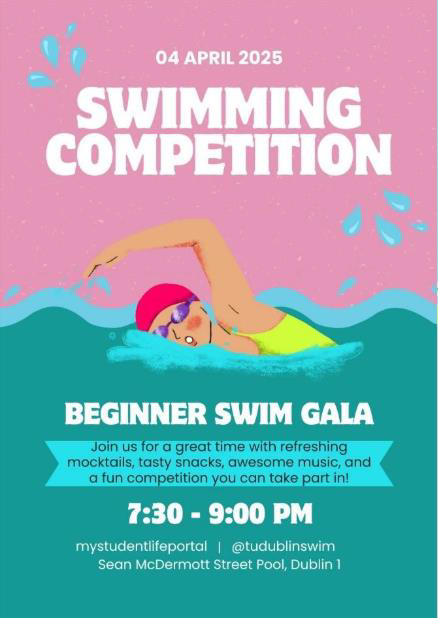 04 APRIL 2025
SWIMMING
COMPETITION
BEGINNER SWIM GALA
Join us for a great time with refreshing
mocktails, tasty snacks, awesome music, and
a fun competition you can take part in!
7:30 - 9:00 PM
mystudentlifeportal | @tudublinswim
Sean McDermott Street Pool, Dublin 1